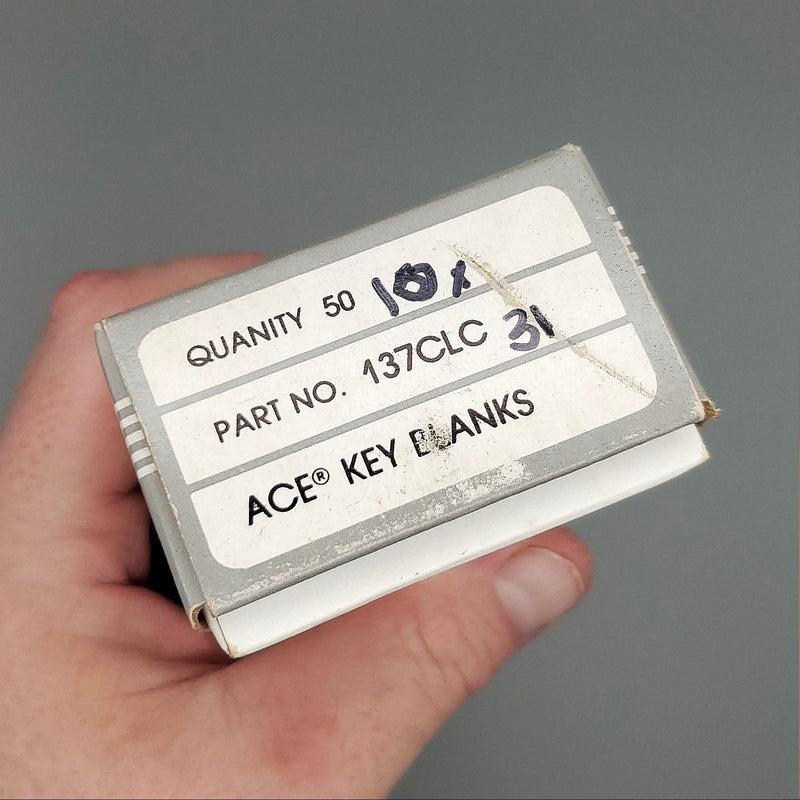 QUANITY 50 10x
PART NO. 137CLC 31
ACE® KEY BLANKS